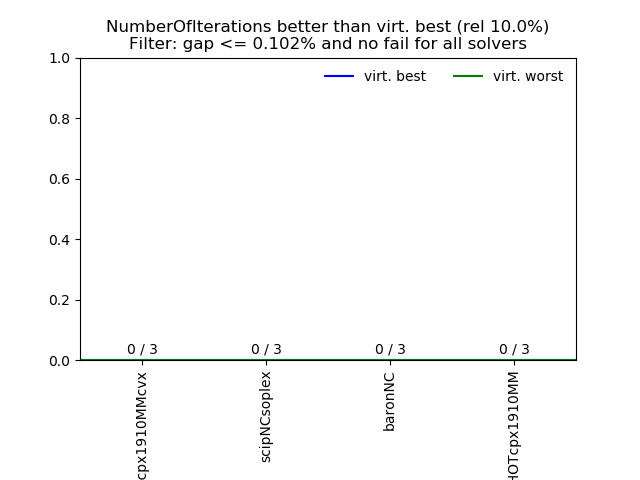 NumberOfIterations better than virt. best (rel 10.0%)
Filter: gap <= 0.102% and no fail for all solvers
virt. best virt. worst
1.0
0.8
0.6
0.4
0.2
0.0
0 / 3 0 / 3 0 / 3 0 / 3
cpx1910MMcvx
scipNCsoplex
baronNC
HOTcpx1910MM